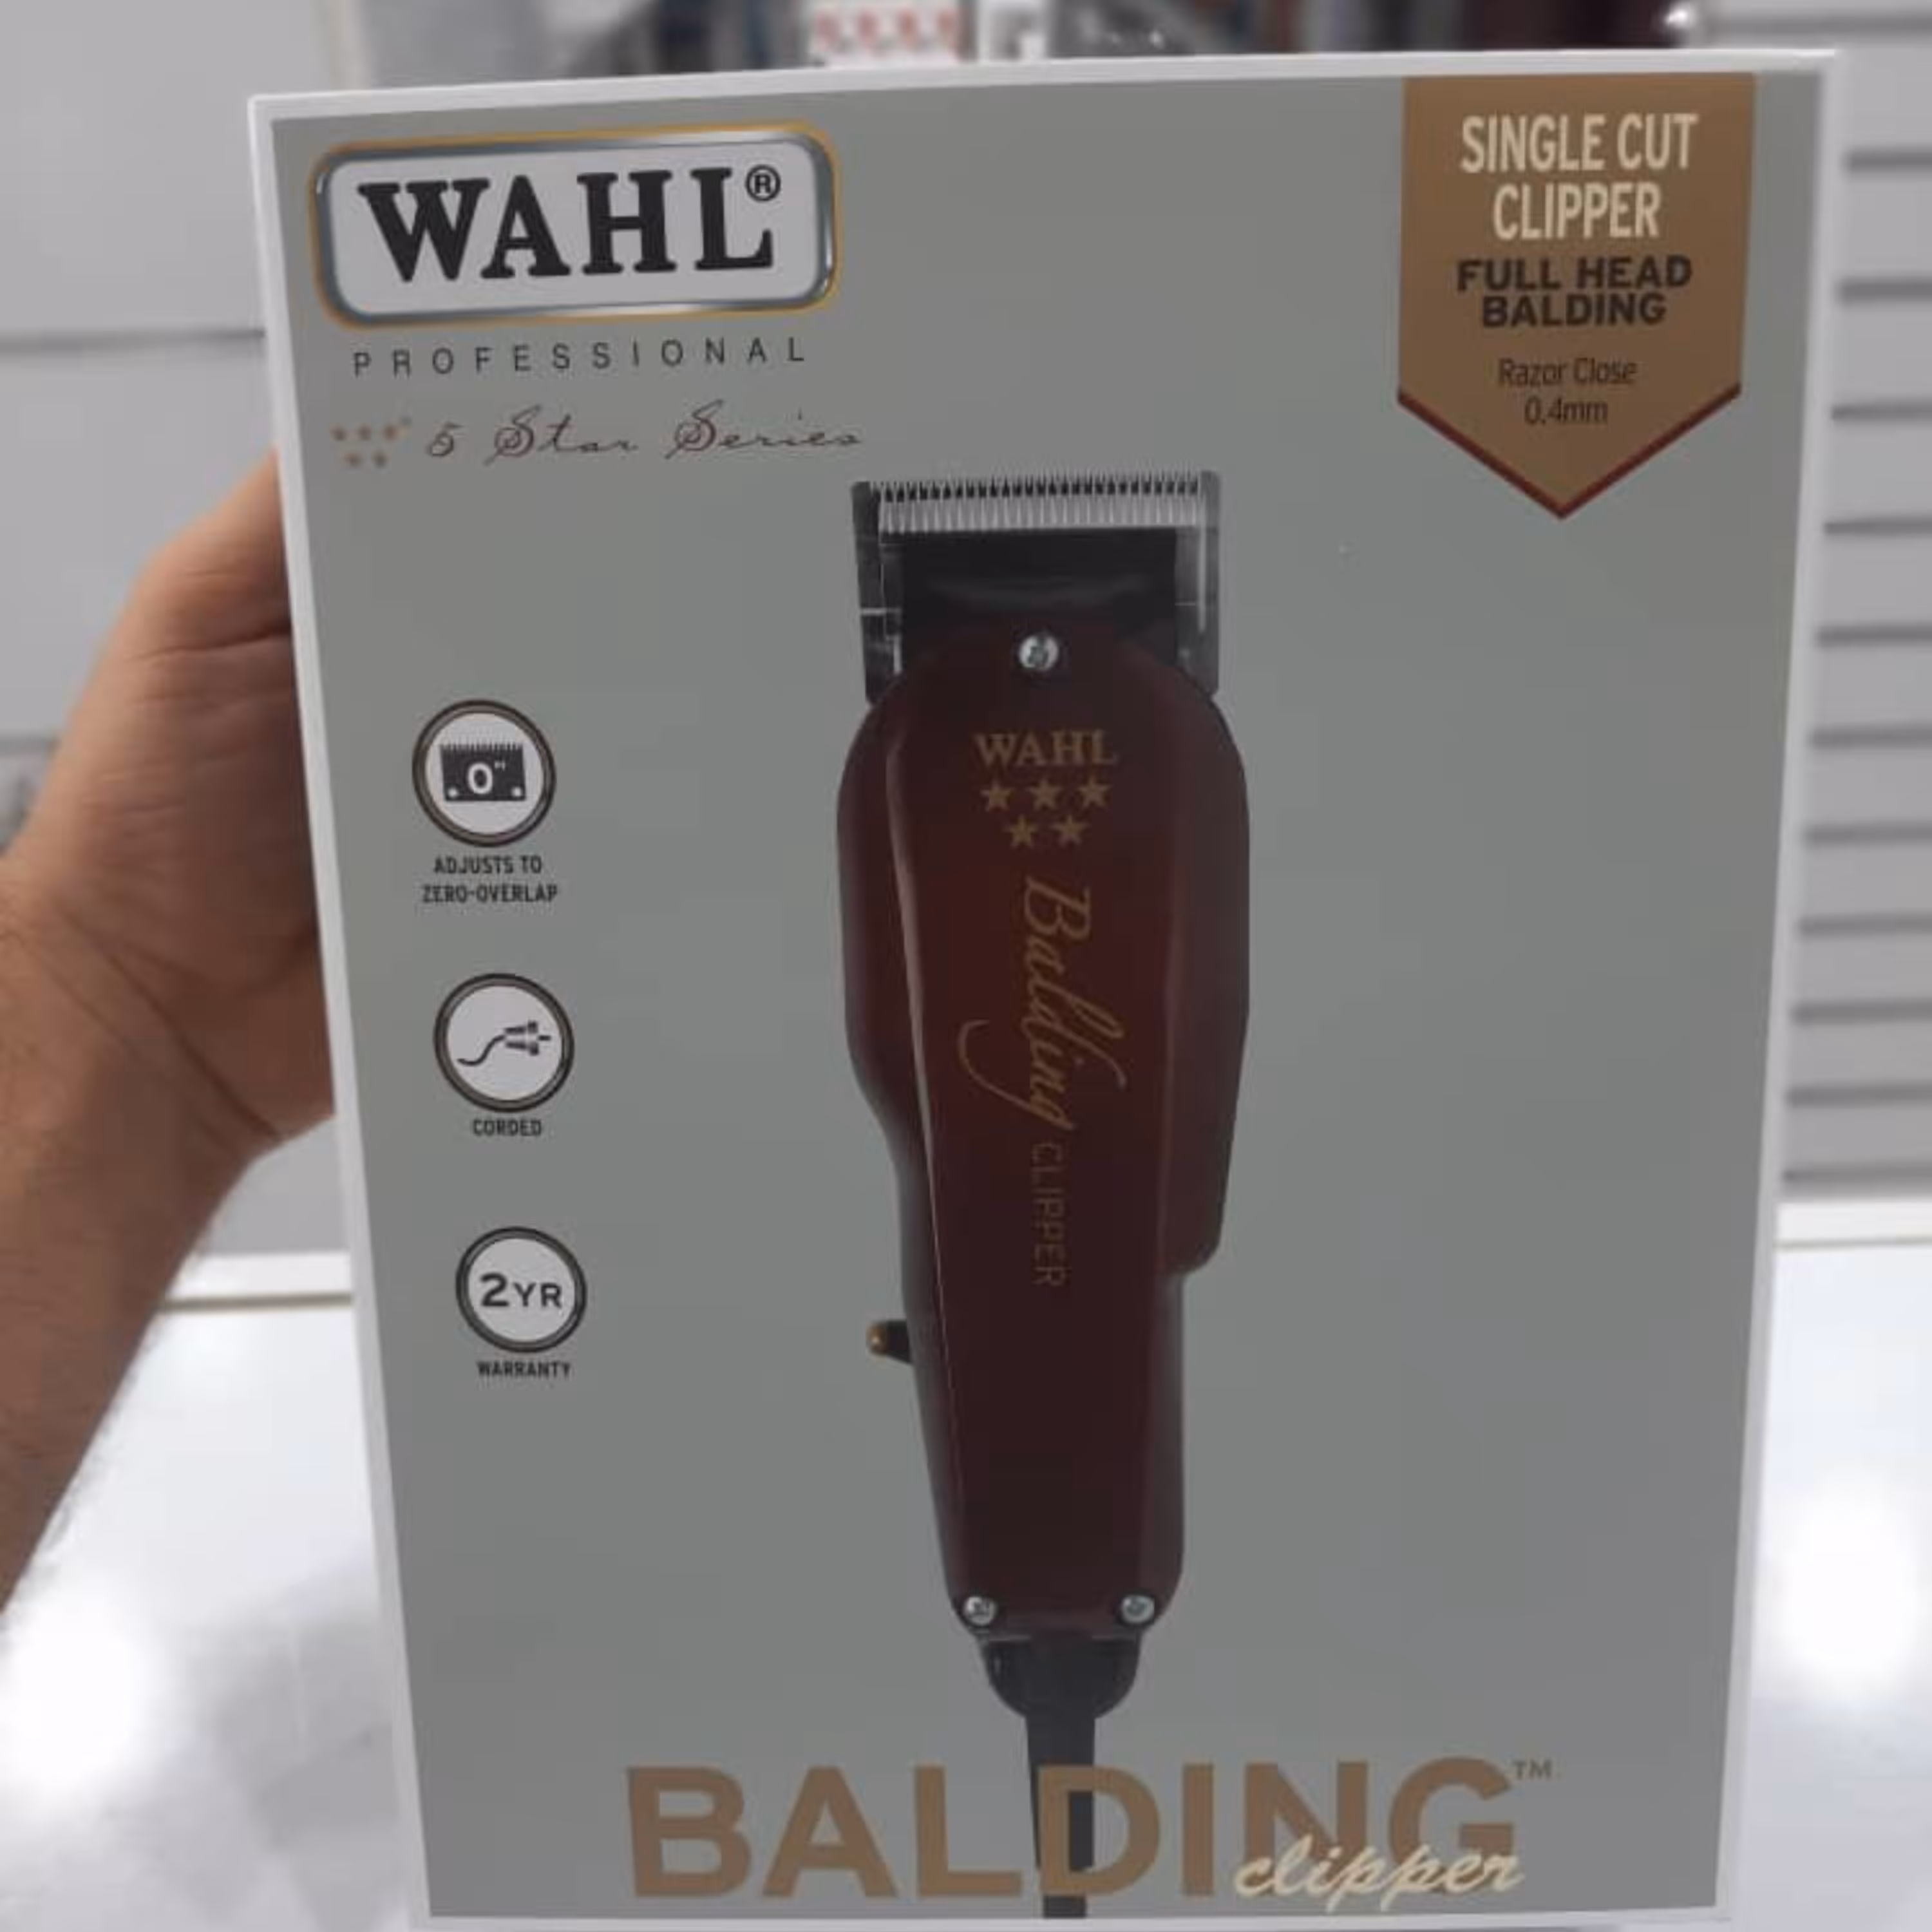 WAHL®
PROFESSIONAL
5 Star Series
SINGLE CUT
CLIPPER
FULL HEAD
BALDING
Razor Close
0.4mm
0"
ADJUSTS TO
ZERO-OVERLAP
CORDED
2YR
WARRANTY
WAHL
Balding CLIPPER
BALDING™
clipper